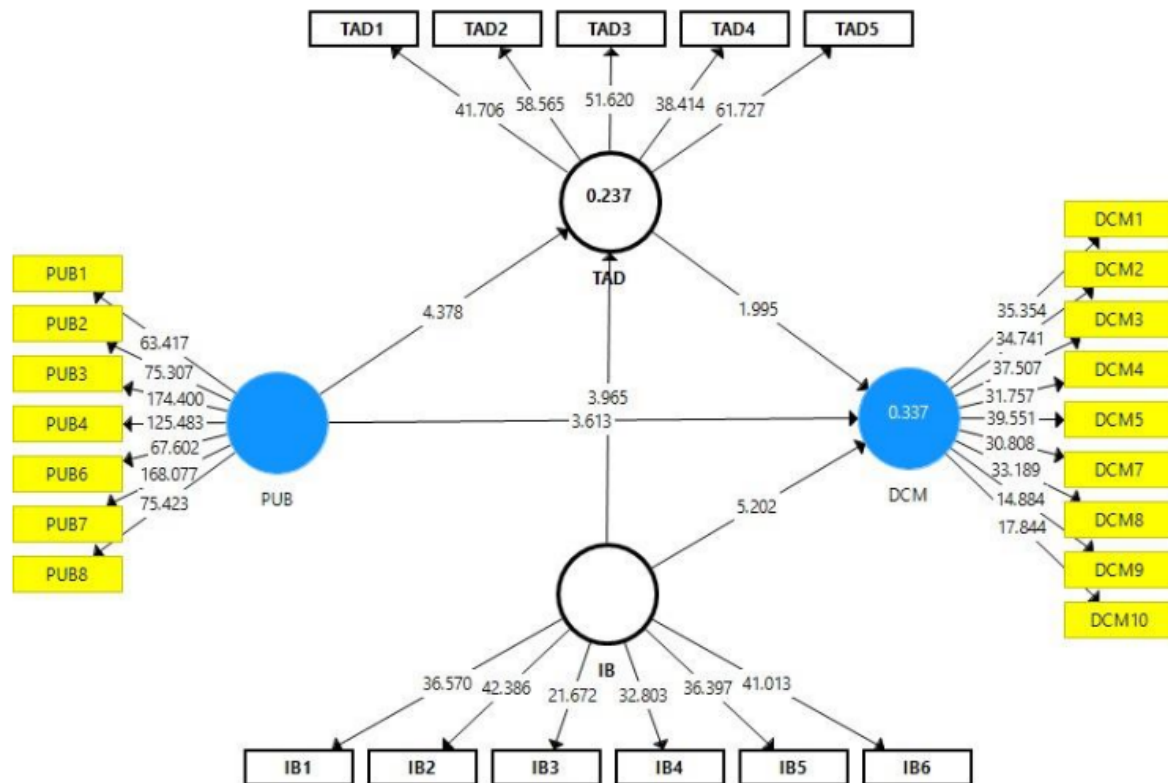 TAD1 TAD2 TAD3 TAD4 TAD5
41.706 58.565 51.620 38.414 61.727
0.237
TAD
PUB1
PUB2
PUB3
PUB4
PUB6
PUB7
PUB8
63.417
75.307
174.400
125.483
67.602
168.077
75.423
PUB
4.378
1.995
3.965
3.613
5.202
0.337
DCM
35.354
34.741
37.507
31.757
39.551
30.808
33.189
14.884
17.844
DCM1
DCM2
DCM3
DCM4
DCM5
DCM7
DCM8
DCM9
DCM10
IB
36.570 42.386 21.672 32.803 36.397 41.013
IB1 IB2 IB3 IB4 IB5 IB6